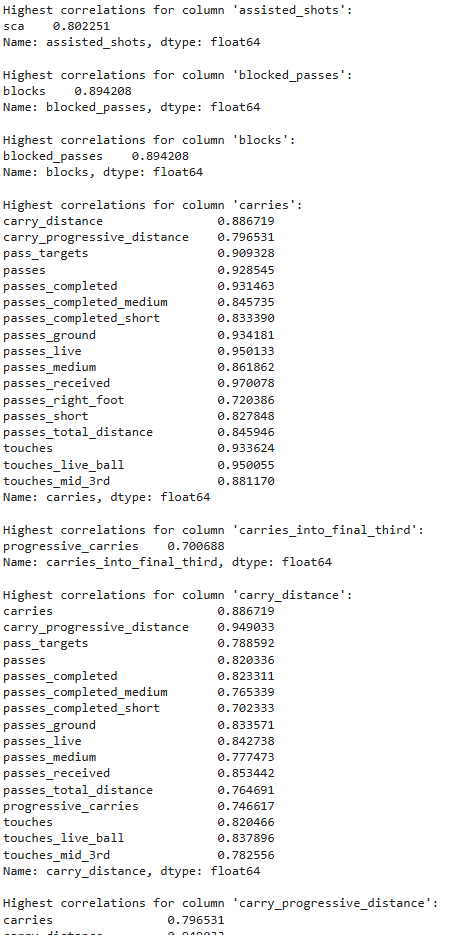 Highest correlations for column 'assisted_shots':
sca    0.802251
Name: assisted_shots, dtype: float64

Highest correlations for column 'blocked_passes':
blocks    0.894208
Name: blocked_passes, dtype: float64

Highest correlations for column 'blocks':
blocked_passes    0.894208
Name: blocks, dtype: float64

Highest correlations for column 'carries':
carry_distance                0.886719
carry_progressive_distance    0.796531
pass_targets                  0.909328
passes                        0.928545
passes_completed              0.931463
passes_completed_medium       0.845735
passes_completed_short        0.833390
passes_ground                 0.934181
passes_live                   0.950133
passes_medium                 0.861862
passes_received               0.970078
passes_right_foot             0.720386
passes_short                  0.827848
passes_total_distance         0.845946
touches                       0.933624
touches_live_ball             0.950055
touches_mid_3rd               0.881170
Name: carries, dtype: float64

Highest correlations for column 'carries_into_final_third':
progressive_carries    0.700688
Name: carries_into_final_third, dtype: float64

Highest correlations for column 'carry_distance':
carries                       0.886719
carry_progressive_distance    0.949033
pass_targets                  0.788592
passes                        0.820336
passes_completed              0.823311
passes_completed_medium       0.765339
passes_completed_short        0.702333
passes_ground                 0.833571
passes_live                   0.842738
passes_medium                 0.777473
passes_received               0.853442
passes_total_distance         0.764691
progressive_carries           0.746617
touches                       0.820466
touches_live_ball             0.837896
touches_mid_3rd               0.782556
Name: carry_distance, dtype: float64

Highest correlations for column 'carry_progressive_distance':
carries                0.796531
carry_distance         0.949033